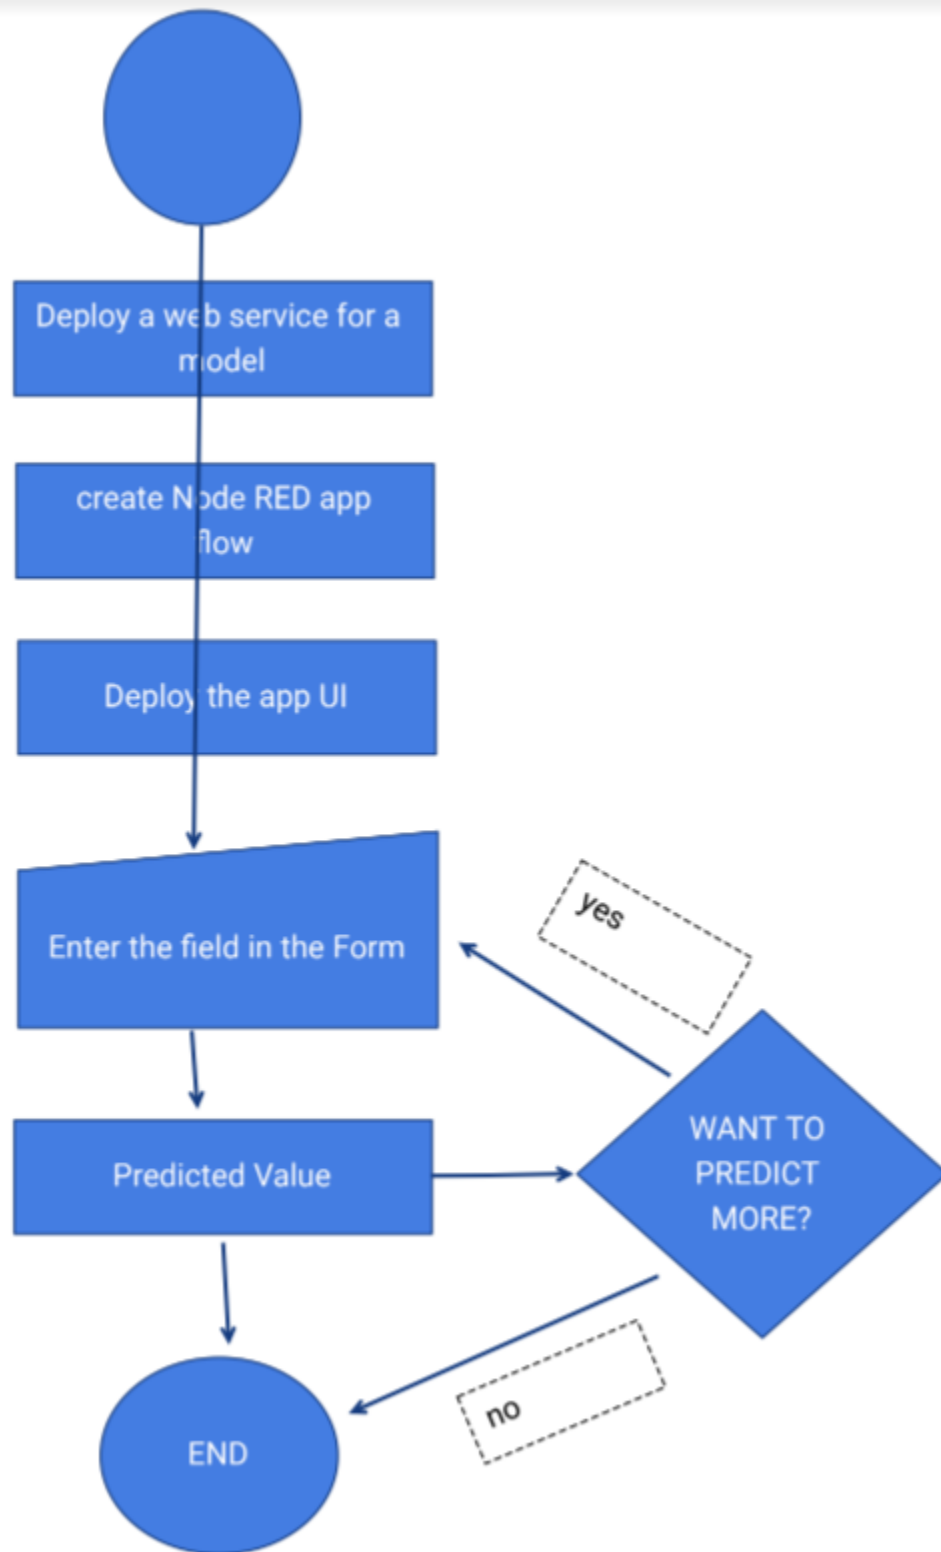 Deploy a web service for a
model
create Node RED app
flow
Deploy the app UI
Enter the field in the Form
yes
WANT TO
PREDICT
MORE?
Predicted Value
no
END